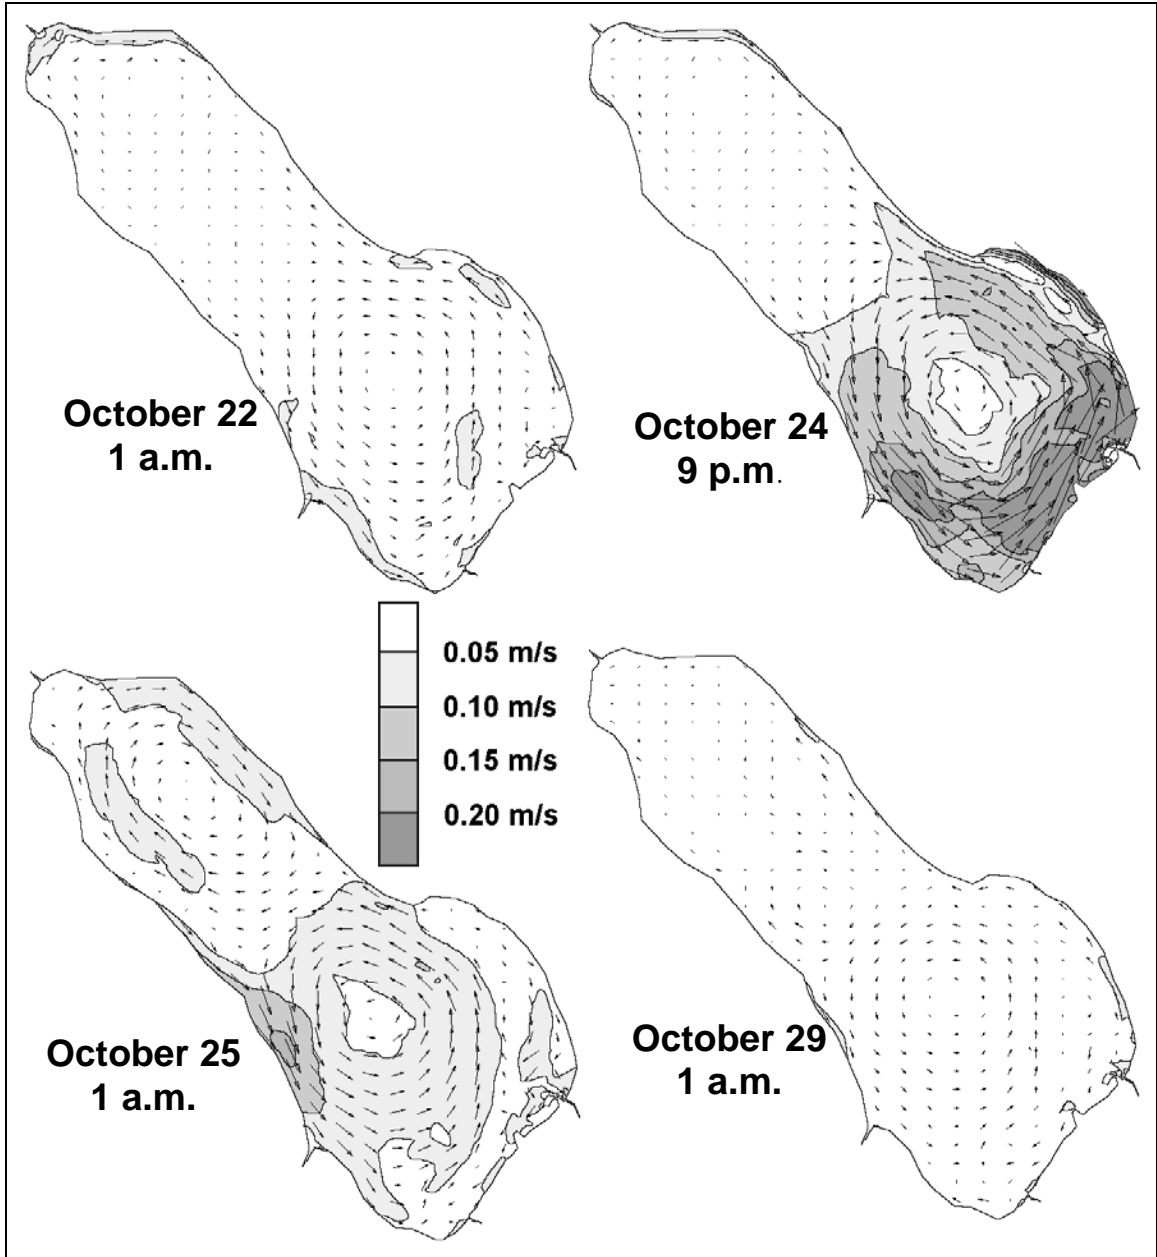 October 22
1 a.m.
October 24
9 p.m.
0.05 m/s
0.10 m/s
0.15 m/s
0.20 m/s
October 25
1 a.m.
October 29
1 a.m.